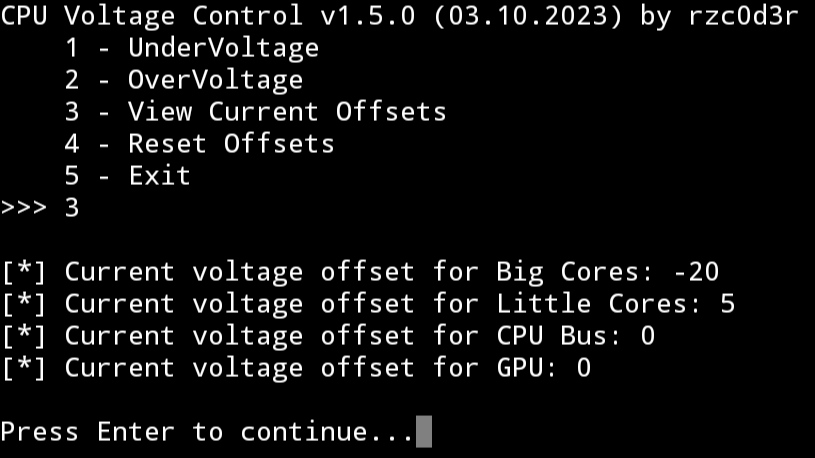 CPU Voltage Control v1.5.0 (03.10.2023) by rzc0d3r
1 - UnderVoltage
2 - OverVoltage
3 - View Current Offsets
4 - Reset Offsets
5 - Exit
>>> 3
[*] Current voltage offset for Big Cores: -20
[*] Current voltage offset for Little Cores: 5
[*] Current voltage offset for CPU Bus: 0
[*] Current voltage offset for GPU: 0
Press Enter to continue...